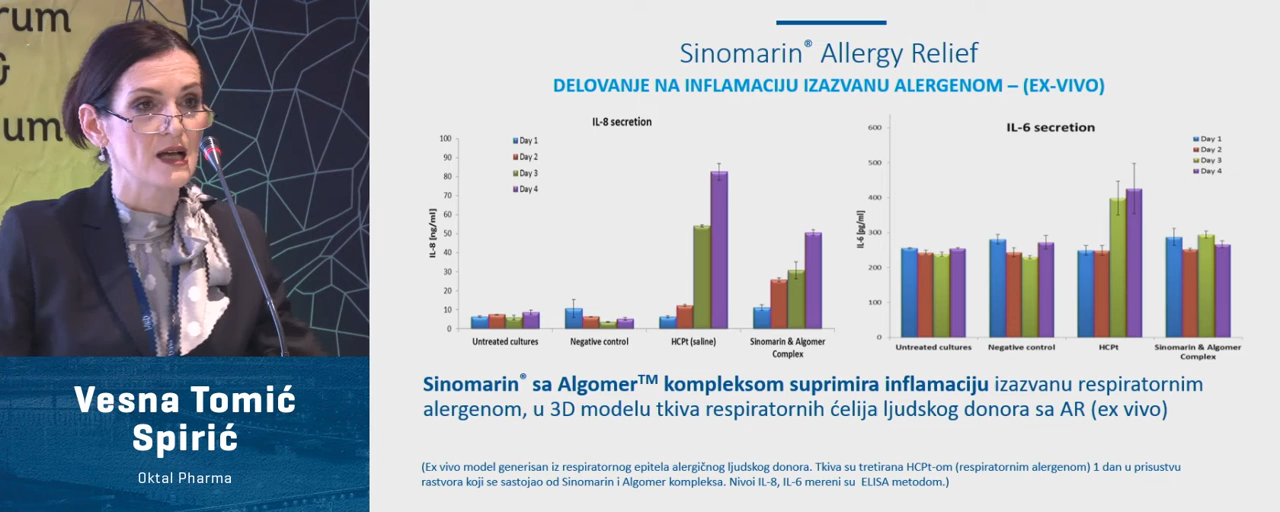 rum
&
um
Vesna Tomić
Spirić
Oktal Pharma
Sinomarin® Allergy Relief
DELOVANJE NA INFLAMACIJU IZAZVANU ALERGENOM – (EX-VIVO)
IL-8 secretion
Day 1
Day 2
Day 3
Day 4
IL-8 [ng/ml]
100
90
80
70
60
50
40
30
20
10
0
Untreated cultures
Negative control
HCPt (saline)
Sinomarin & Algomer
Complex
IL-6 secretion
Day 1
Day 2
Day 3
Day 4
IL-6 [pg/ml]
600
500
400
300
200
100
0
Untreated cultures
Negative control
HCPt
Sinomarin & Algomer
Complex
Sinomarin® sa Algomer™ kompleksom suprimira inflamaciju izazvanu respiratornim
alergenom, u 3D modelu tkiva respiratornih ćelija ljudskog donora sa AR (ex vivo)
(Ex vivo model generisan iz respiratornog epitela alergičnog ljudskog donora. Tkiva su tretirana HCPt-om (respiratornim alergenom) 1 dan u prisustvu
rastvora koji se sastojao od Sinomarin i Algomer kompleksa. Nivoi IL-8, IL-6 mereni su ELISA metodom.)